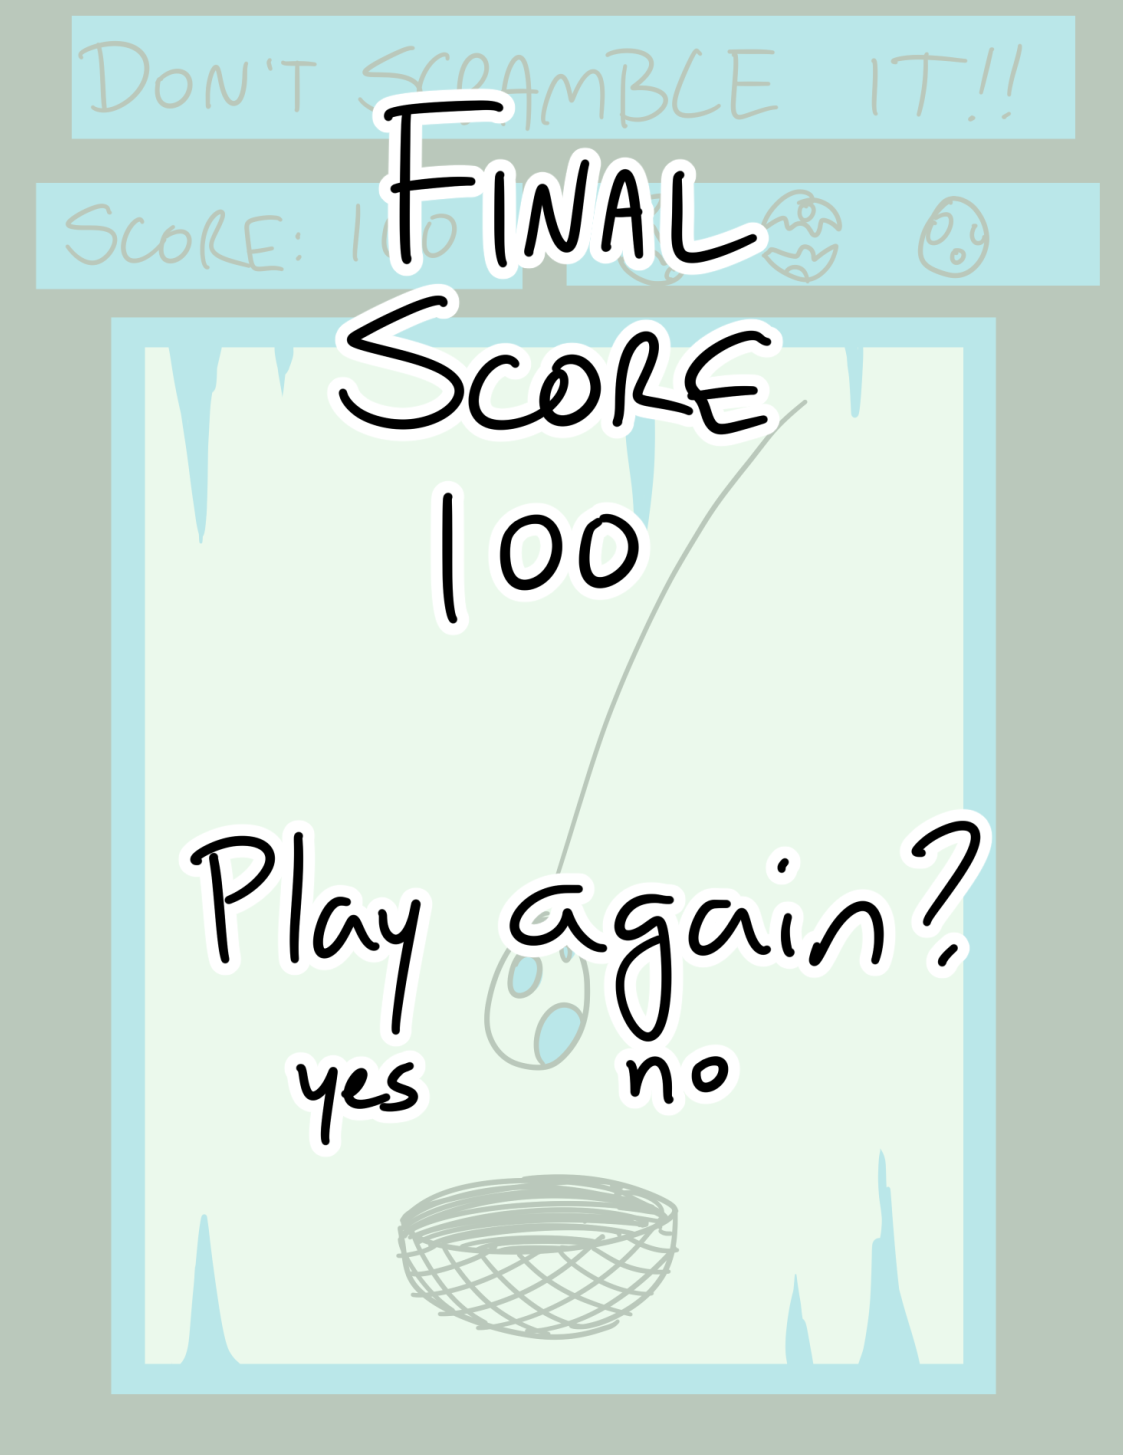 DON'T SCRAMBLE IT!!
SCORE: 100
FINAL
SCORE
100
Play again?
yes no